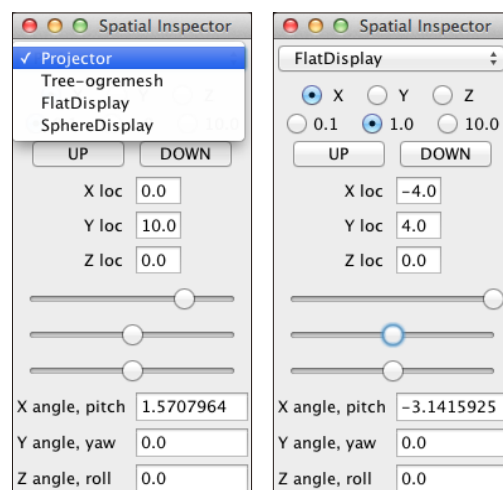 Spatial Inspector
✓ Projector
Tree-ogremesh
FlatDisplay
SphereDisplay
10.0
UP DOWN
X loc 0.0
Y loc 10.0
Z loc 0.0
X angle, pitch 1.5707964
Y angle, yaw 0.0
Z angle, roll 0.0
Spatial Inspector
FlatDisplay
X Y Z
0.1 1.0 10.0
UP DOWN
X loc -4.0
Y loc 4.0
Z loc 0.0
X angle, pitch -3.1415925
Y angle, yaw 0.0
Z angle, roll 0.0